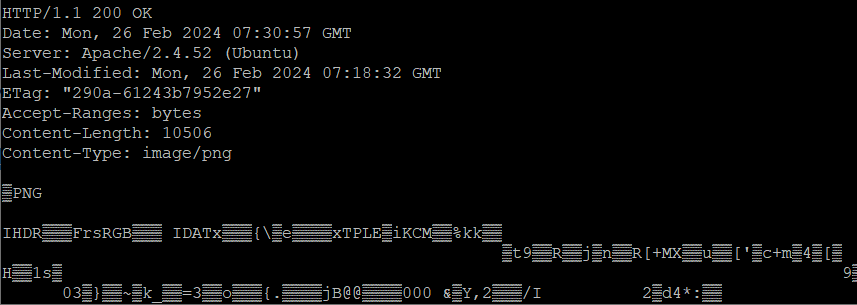 HTTP/1.1 200 OK
Date: Mon, 26 Feb 2024 07:30:57 GMT
Server: Apache/2.4.52 (Ubuntu)
Last-Modified: Mon, 26 Feb 2024 07:18:32 GMT
ETag: "290a-61243b7952e27"
Accept-Ranges: bytes
Content-Length: 10506
Content-Type: image/png
▒PNG
IHDR▒▒▒FrsRGB▒▒▒ IDATx▒▒▒{\▒e▒▒▒▒xTPLE▒iKCM▒▒%kk▒▒
▒t9▒▒R▒▒j▒n▒▒R[+MX▒▒u▒▒['▒c+m▒4▒[▒
H▒▒1s▒ 9▒
03▒}▒▒~▒k_▒▒=3▒▒o▒▒▒{.▒▒▒▒jB@@▒▒▒▒000 &▒Y,2▒▒▒/I 2▒d4*:▒▒